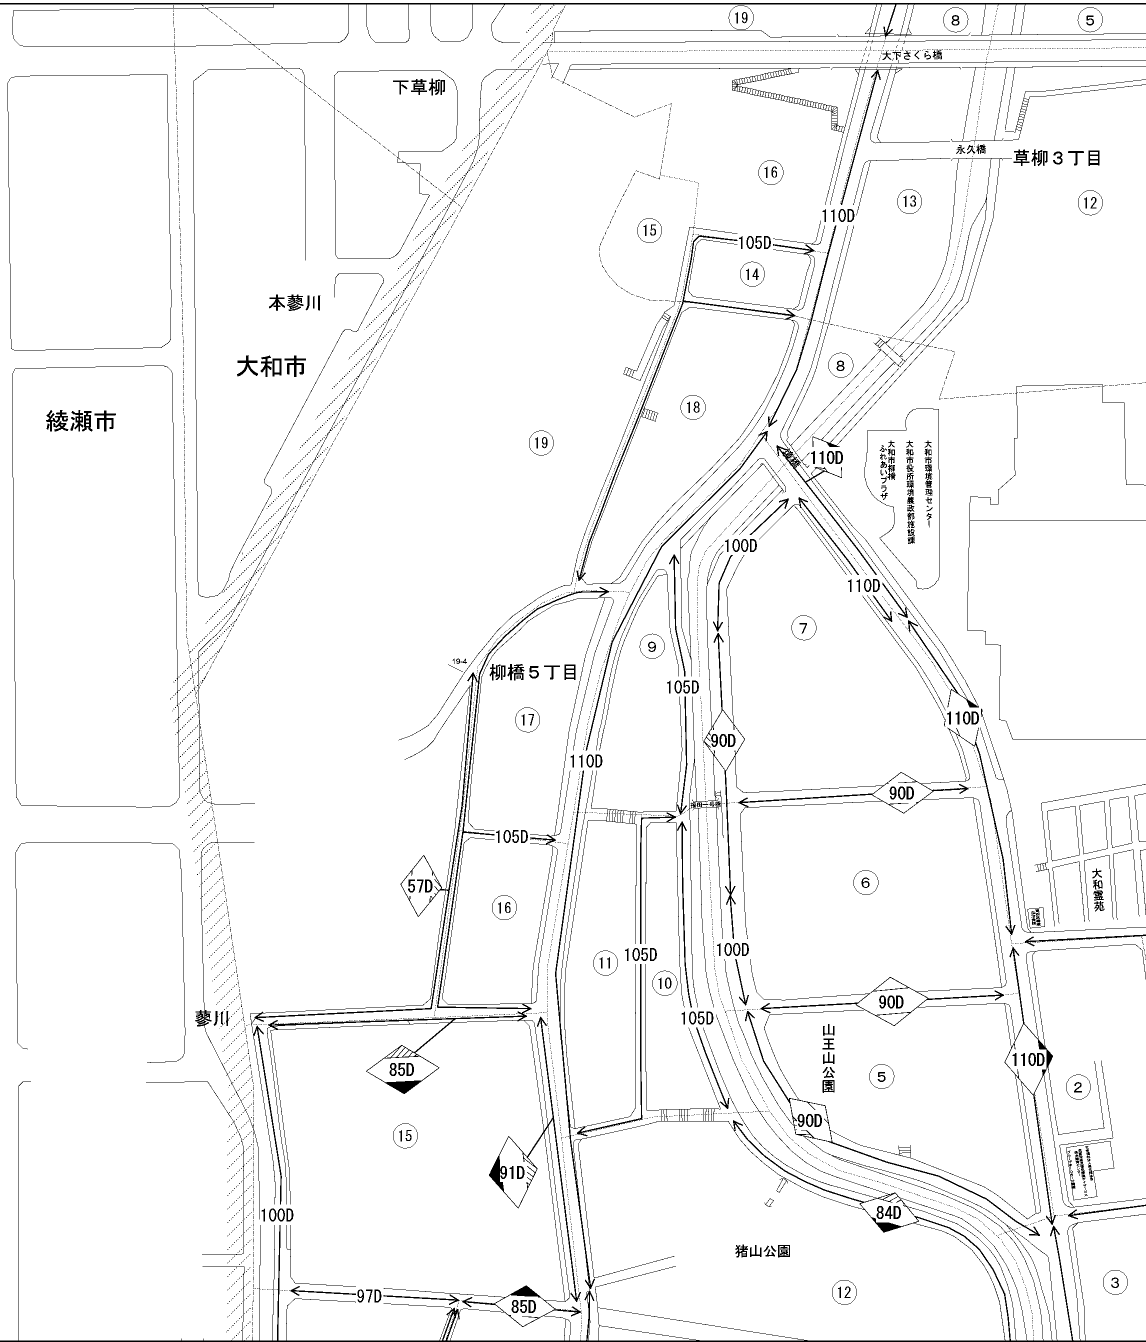 19
8
5
大下さくら橋
下草柳
永久橋
草柳3丁目
16
13
12
15
110D
105D
14
本蓼川
大和市
8
綾瀬市
18
19
110D
大和市環境管理センター
大和市役所環境農政部施設課
大和市柳橋
ふれあいプラザ
100D
110D
7
9
19-4
柳橋5丁目
105D
17
110D
90D
110D
90D
105D
57D
6
大和霊苑
16
100D
105D
11
10
90D
蓼川
105D
山王山公園
110D
85D
5
2
90D
15
91D
84D
100D
猪山公園
3
97D
85D
12